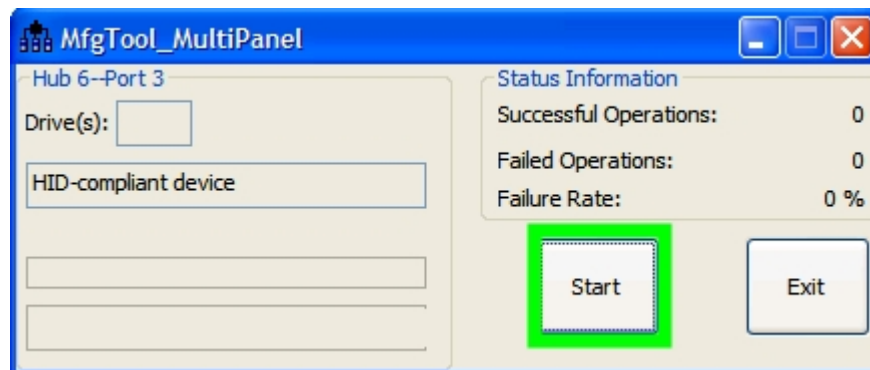 MfgTool_MultiPanel
Hub 6--Port 3
Drive(s):
HID-compliant device
Status Information
Successful Operations: 0
Failed Operations: 0
Failure Rate: 0 %
Start
Exit